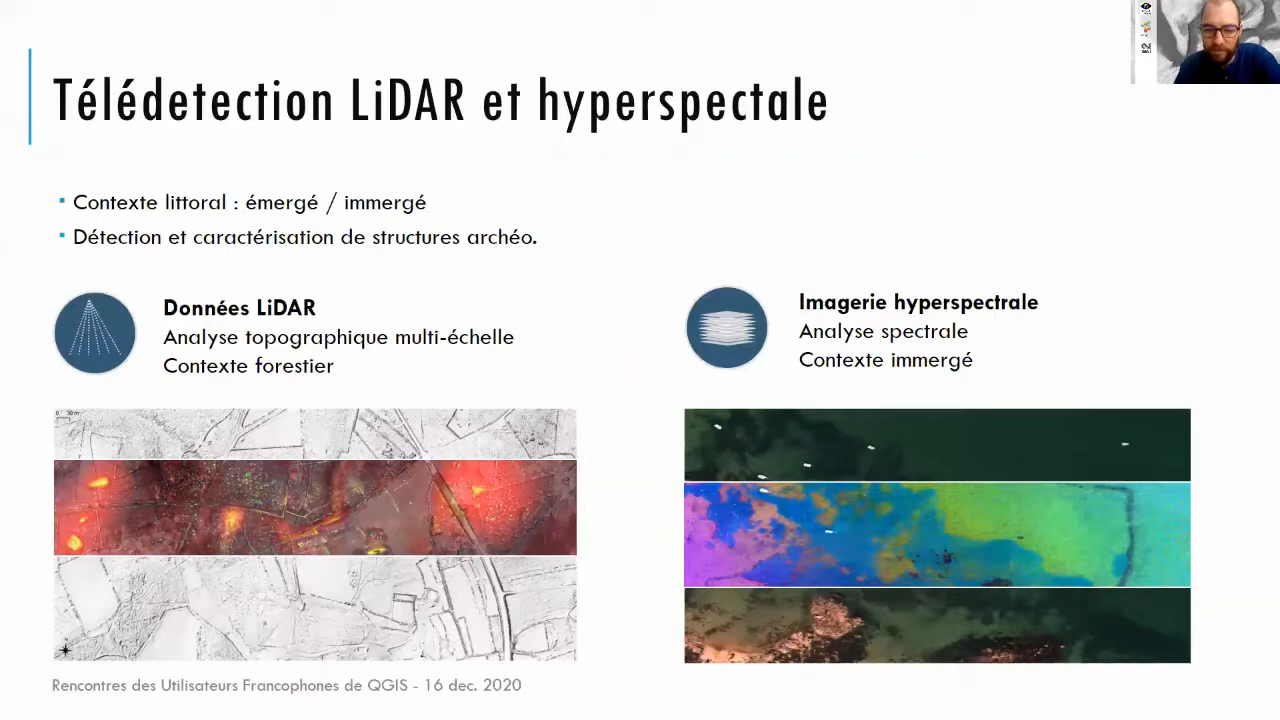 Télédetection LiDAR et hyperspectale
Contexte littoral : émergé / immergé
Détection et caractérisation de structures archéo.
Données LiDAR
Analyse topographique multi-échelle
Contexte forestier
Imagerie hyperspectrale
Analyse spectrale
Contexte immergé
Rencontres des Utilisateurs Francophones de QGIS - 16 dec. 2020